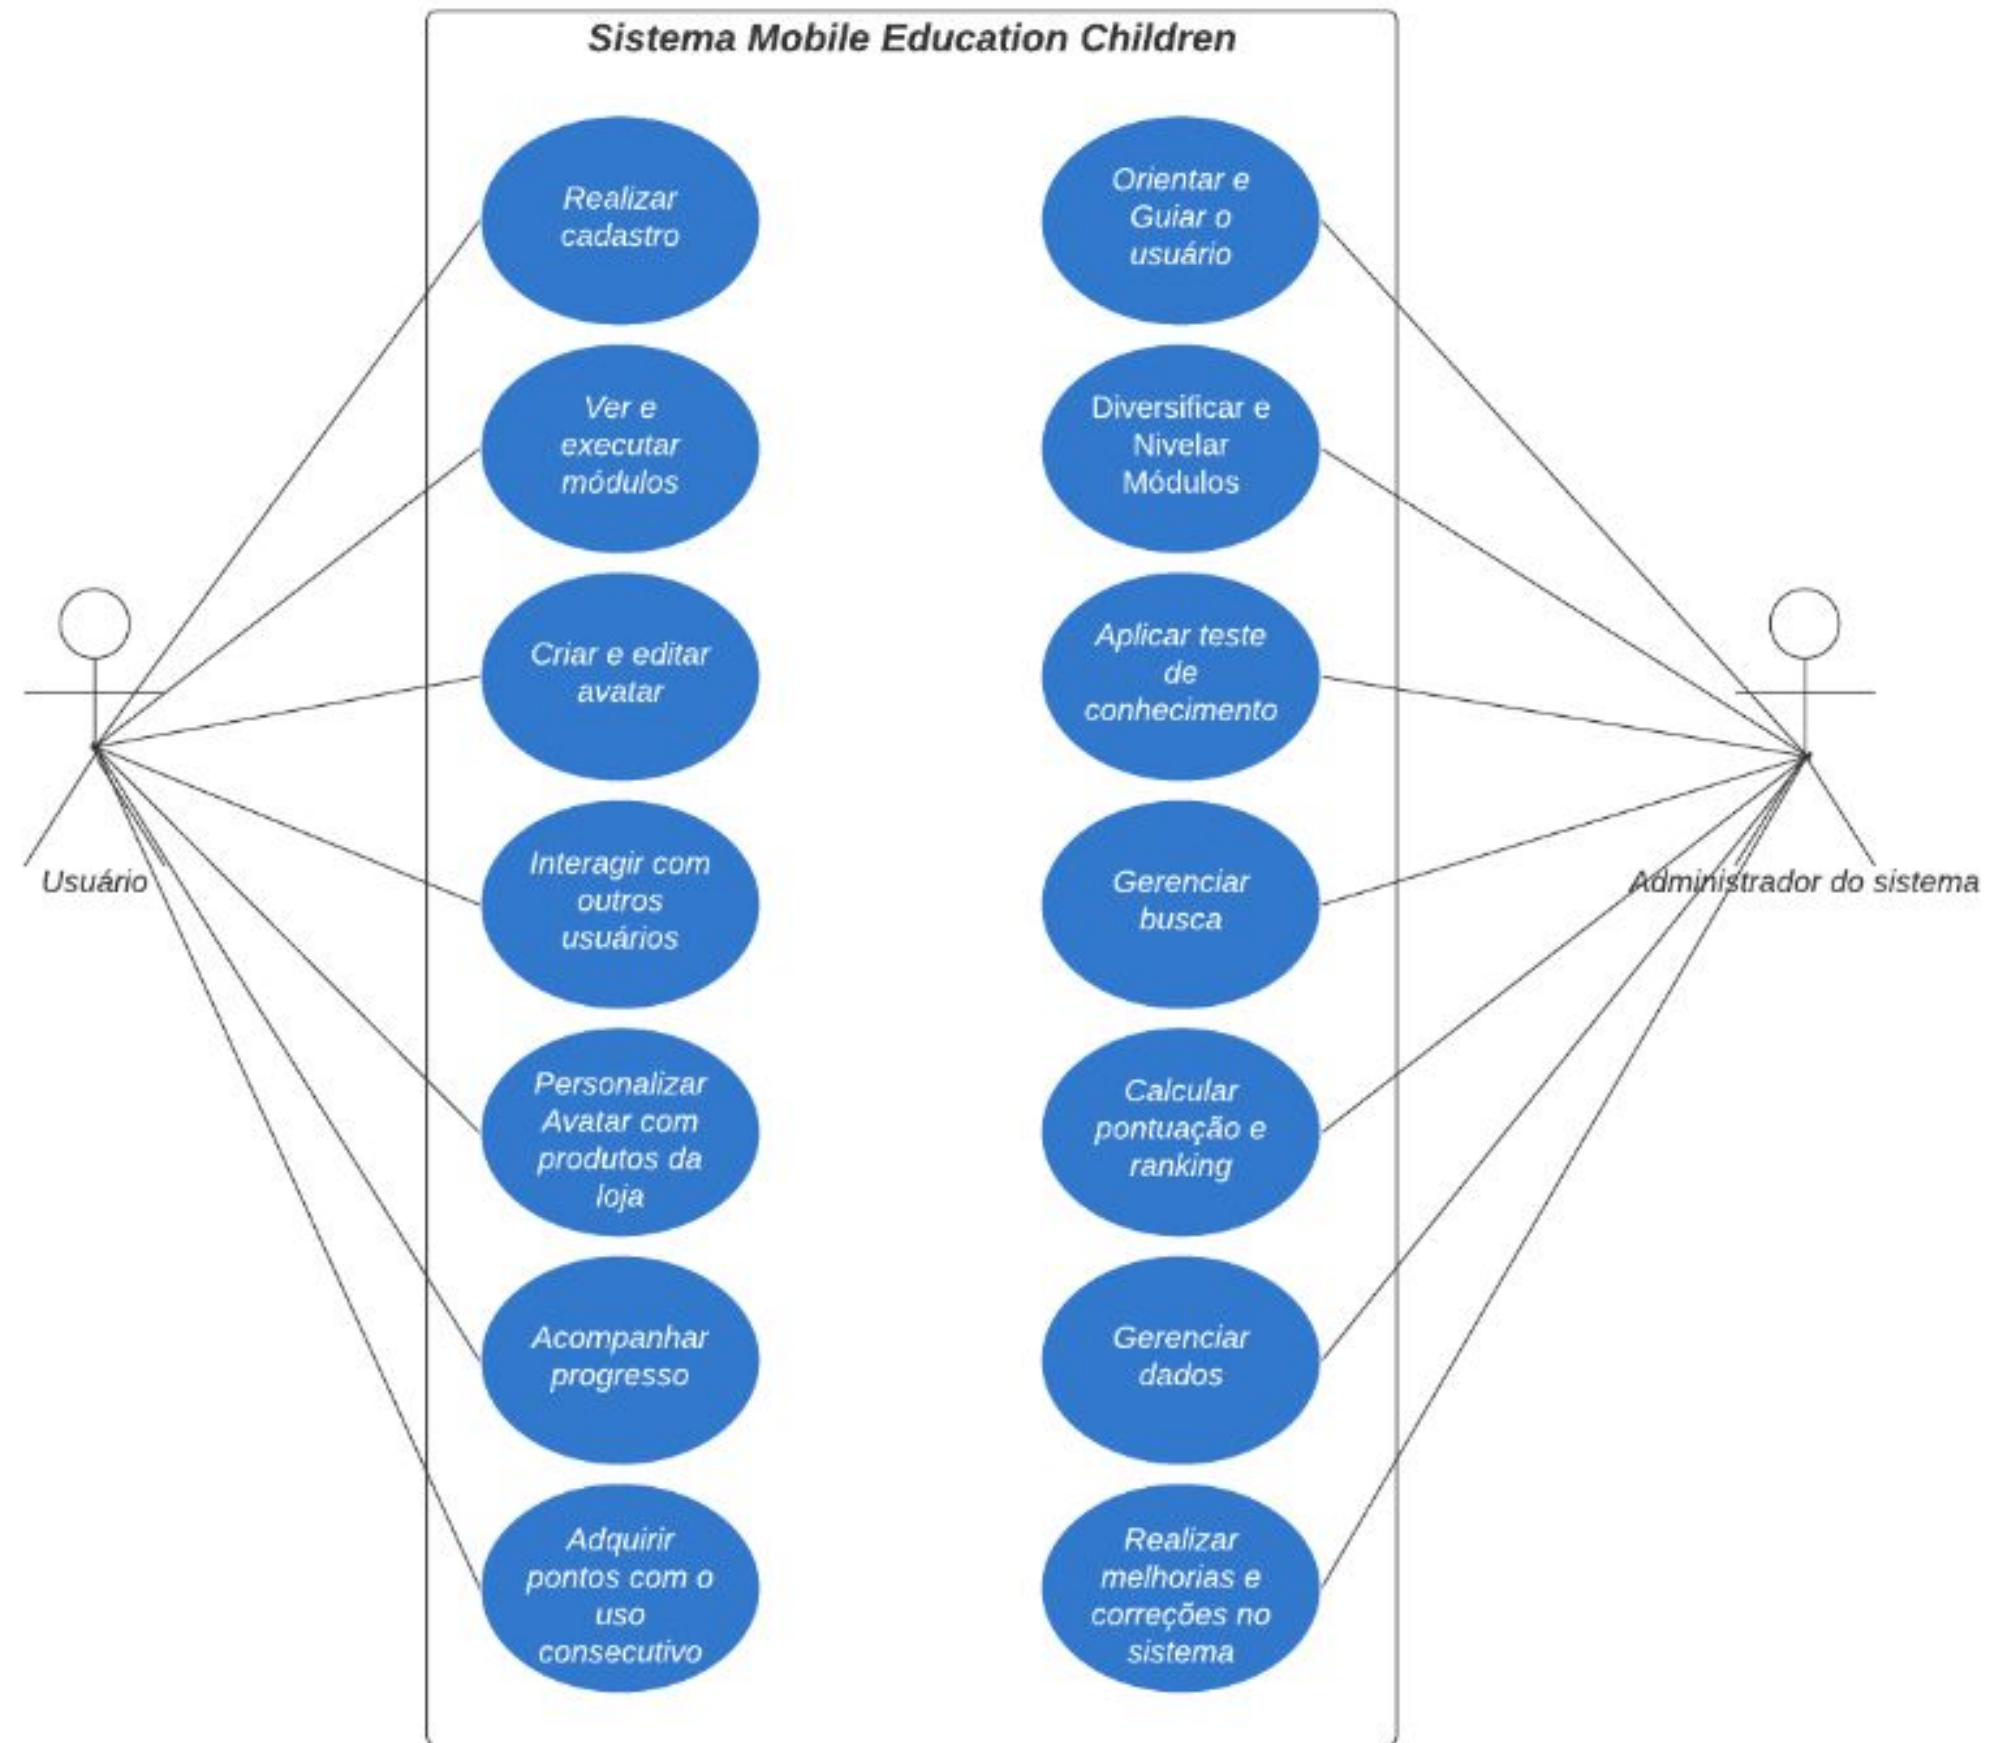 Sistema Mobile Education Children
Realizar
cadastro
Orientar e
Guiar o
usuário
Ver e
executar
módulos
Diversificar e
Nivelar
Módulos
Criar e editar
avatar
Aplicar teste
de
conhecimento
Usuário
Interagir com
outros
usuários
Gerenciar
busca
Administrador do sistema
Personalizar
Avatar com
produtos da
loja
Calcular
pontuação e
ranking
Acompanhar
progresso
Gerenciar
dados
Adquirir
pontos com o
uso
consecutivo
Realizar
melhorias e
correções no
sistema